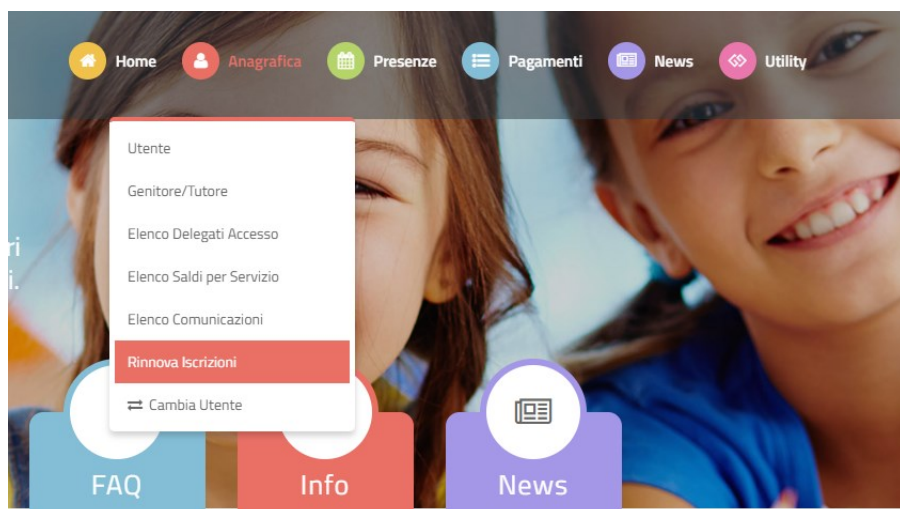 Home Anagrafica Presenze Pagamenti News Utility
Utente
Genitore/Tutore
Elenco Delegati Accesso
ri
Elenco Saldi per Servizio
i.
Elenco Comunicazioni
Rinnova Iscrizioni
Cambia Utente
FAQ Info News